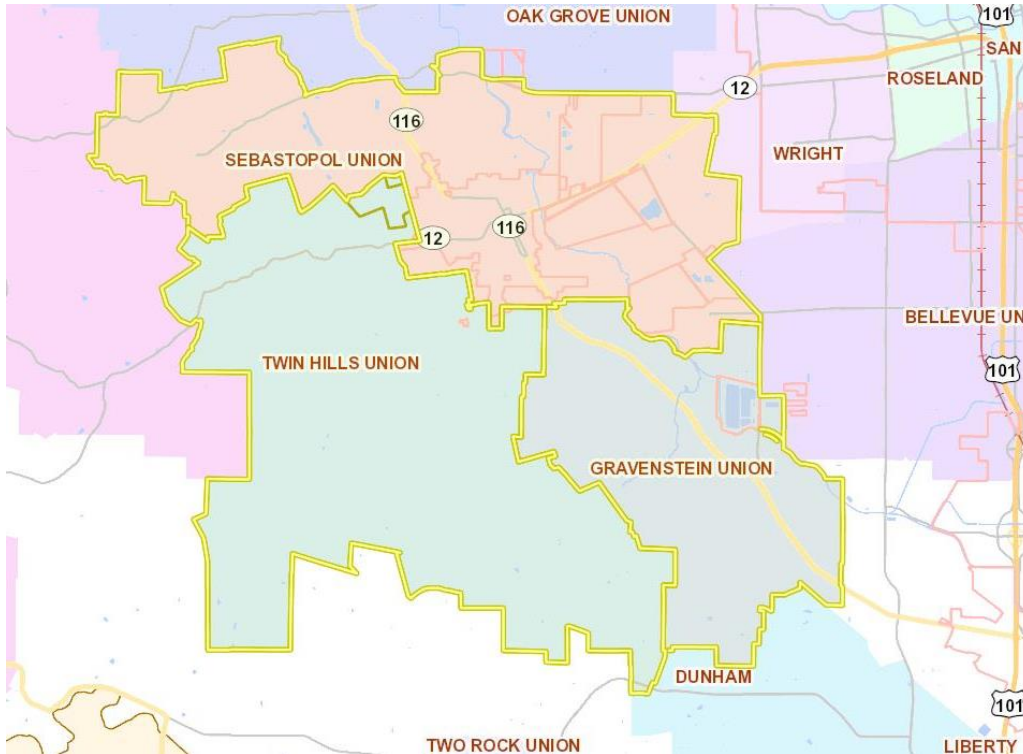 OAK GROVE UNION
101
SAN
ROSELAND
12
116
WRIGHT
SEBASTOPOL UNION
116
12
BELLEVUE UN
TWIN HILLS UNION
101
GRAVENSTEIN UNION
DUNHAM
101
TWO ROCK UNION
LIBERTY